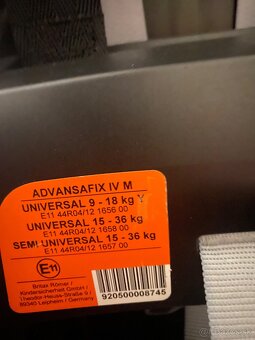 ADVANSAFIX IV M
UNIVERSAL 9 - 18 kg Y
E11 44R04/12 1656 00
UNIVERSAL 15 - 36 kg
E11 44R04/12 1658 00
SEMI UNIVERSAL 15 - 36 kg
E11 44R04/12 1657 00
E11
Britax Römer /
Kindersicherheit GmbH /
Theodor-Heuss-Straße 9 /
89340 Leipheim / Germany
920500008745